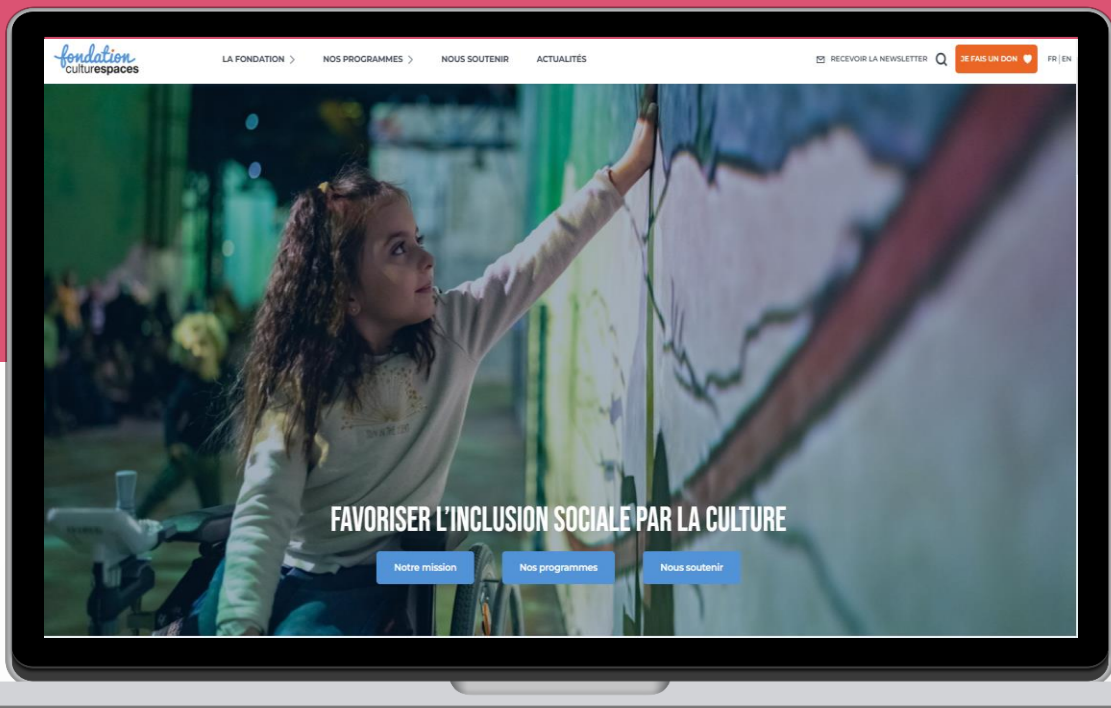 fondation
culturespaces
LA FONDATION >
NOS PROGRAMMES >
NOUS SOUTENIR
ACTUALITÉS
RECEVOIR LA NEWSLETTER
JE FAIS UN DON
FR|EN
FAVORISER L'INCLUSION SOCIALE PAR LA CULTURE
Notre mission
Nos programmes
Nous soutenir